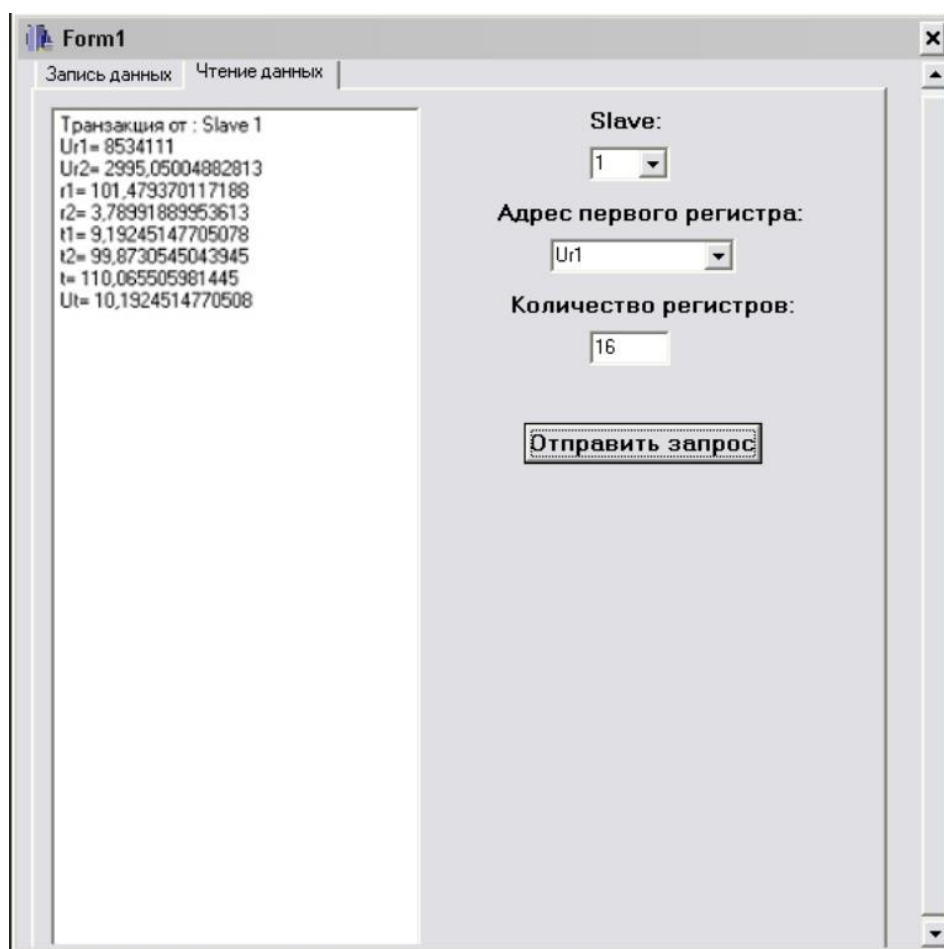 Form1
Запись данных
Чтение данных
Транзакция от : Slave 1
Ur1= 8534111
Ur2= 2995,05004882813
r1= 101,479370117188
r2= 3,78991889953613
t1= 9,19245147705078
t2= 99,8730545043945
t= 110,065505981445
Ut= 10,1924514770508
Slave:
1
Адрес первого регистра:
Ur1
Количество регистров:
16
Отправить запрос